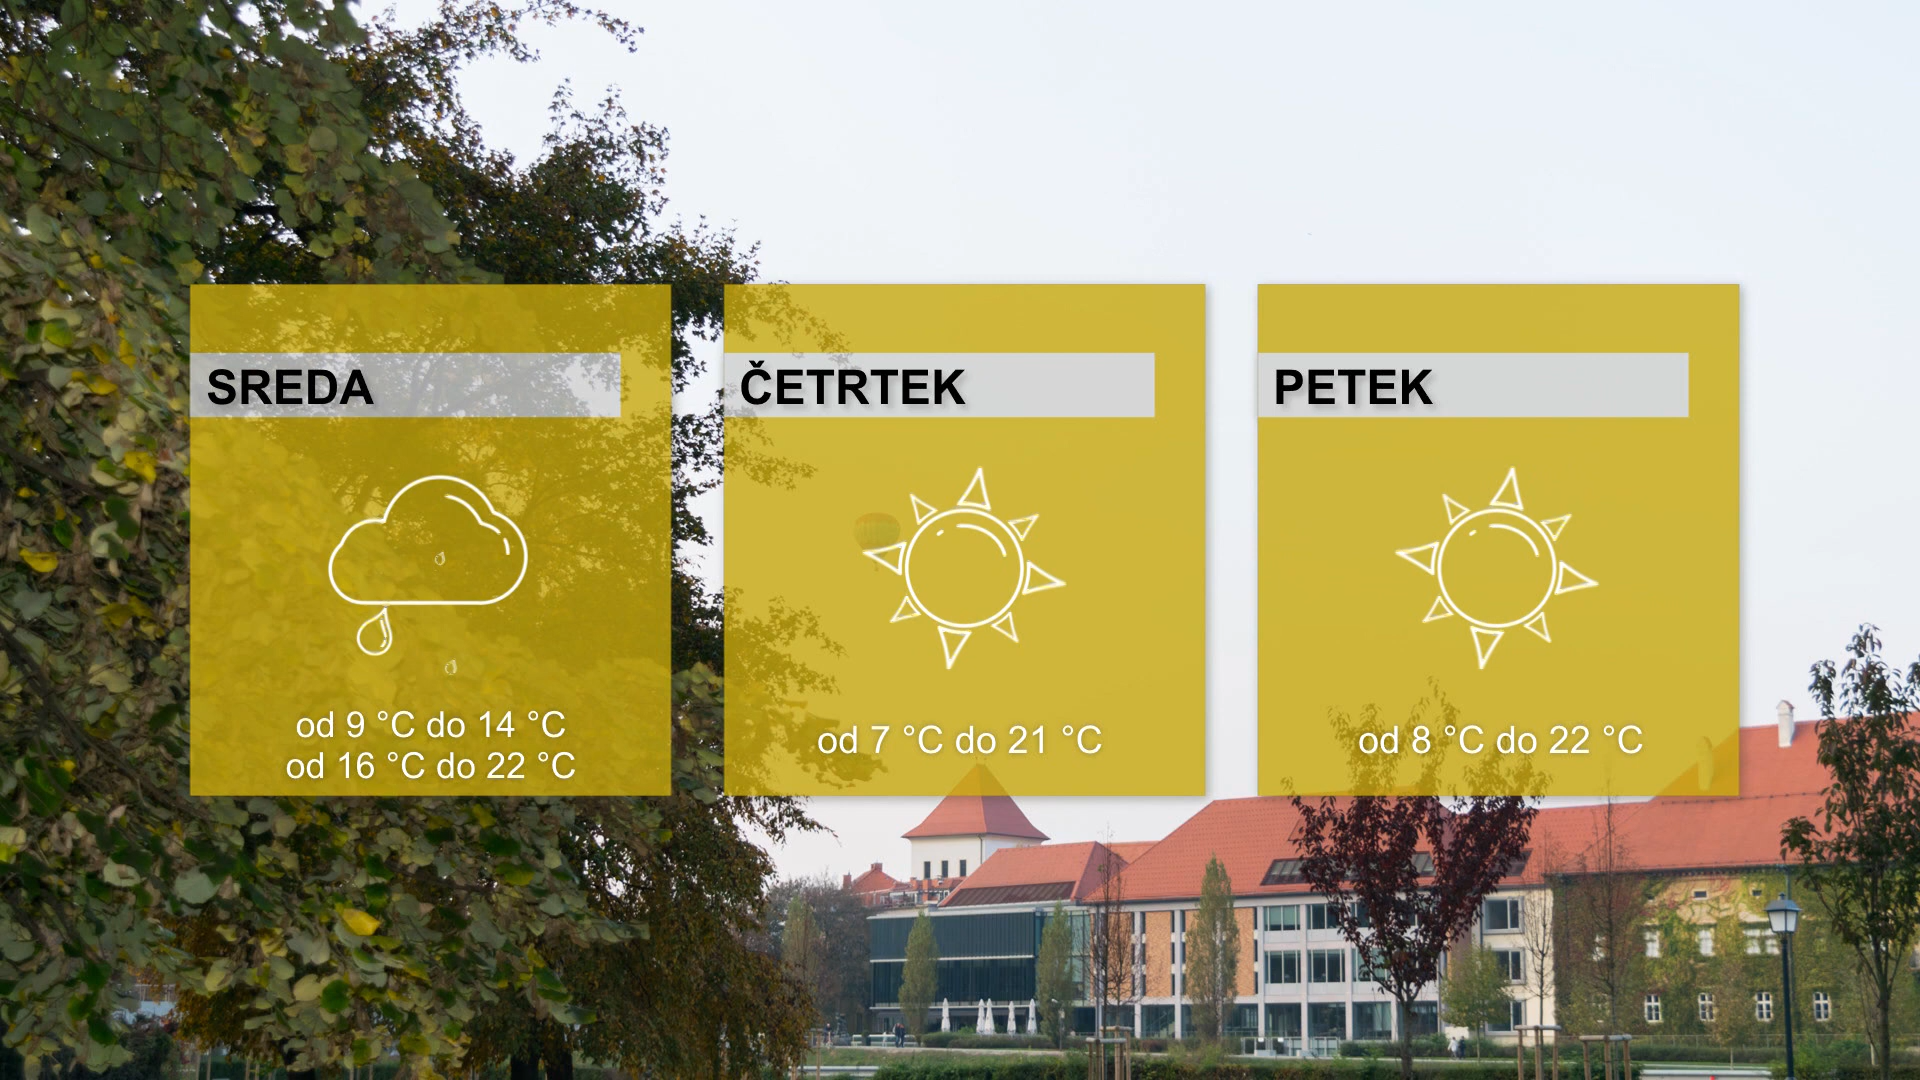 SREDA
od 9 °C do 14 °C
od 16 °C do 22 °C
ČETRTEK
od 7 °C do 21 °C
PETEK
od 8 °C do 22 °C